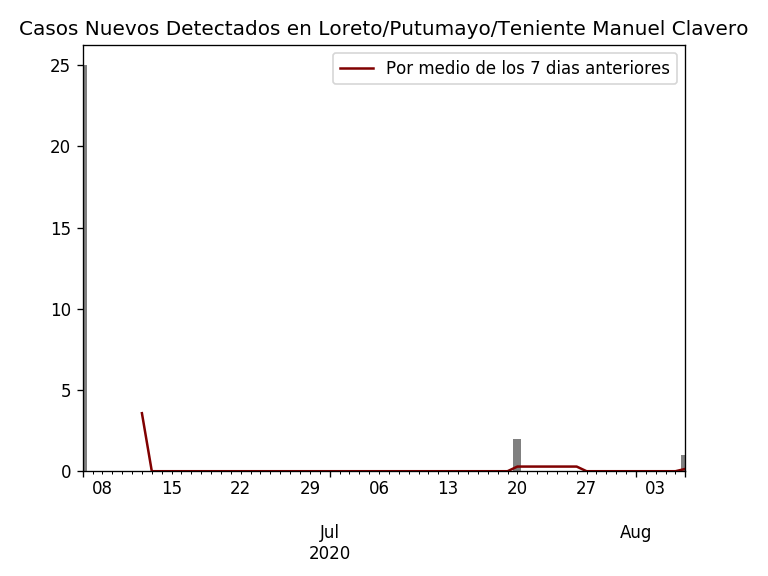 Casos Nuevos Detectados en Loreto/Putumayo/Teniente Manuel Clavero
Por medio de los 7 dias anteriores
25
20
15
10
5
0
08 15 22 29 06 13 20 27 03
Jul Aug
2020